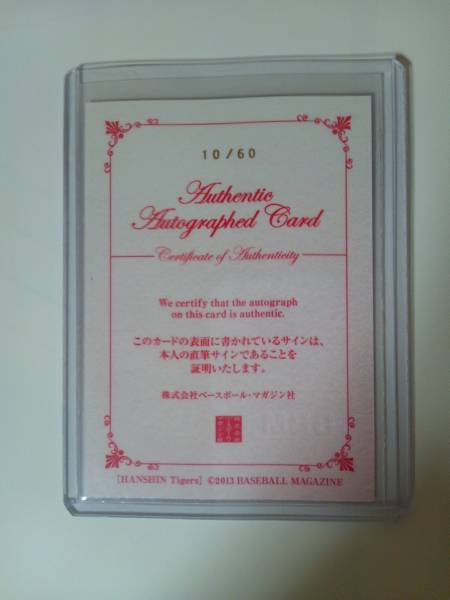 10/60
Authentic
Autographed Card
Certificate of Authenticity
We certify that the autograph
on this card is authentic.
このカードの表面に書かれているサインは、
本人の直筆サインであることを
証明いたします。
株式会社ベースボール・マガジン社
[HANSHIN Tigers] ©2013 BASEBALL MAGAZINE